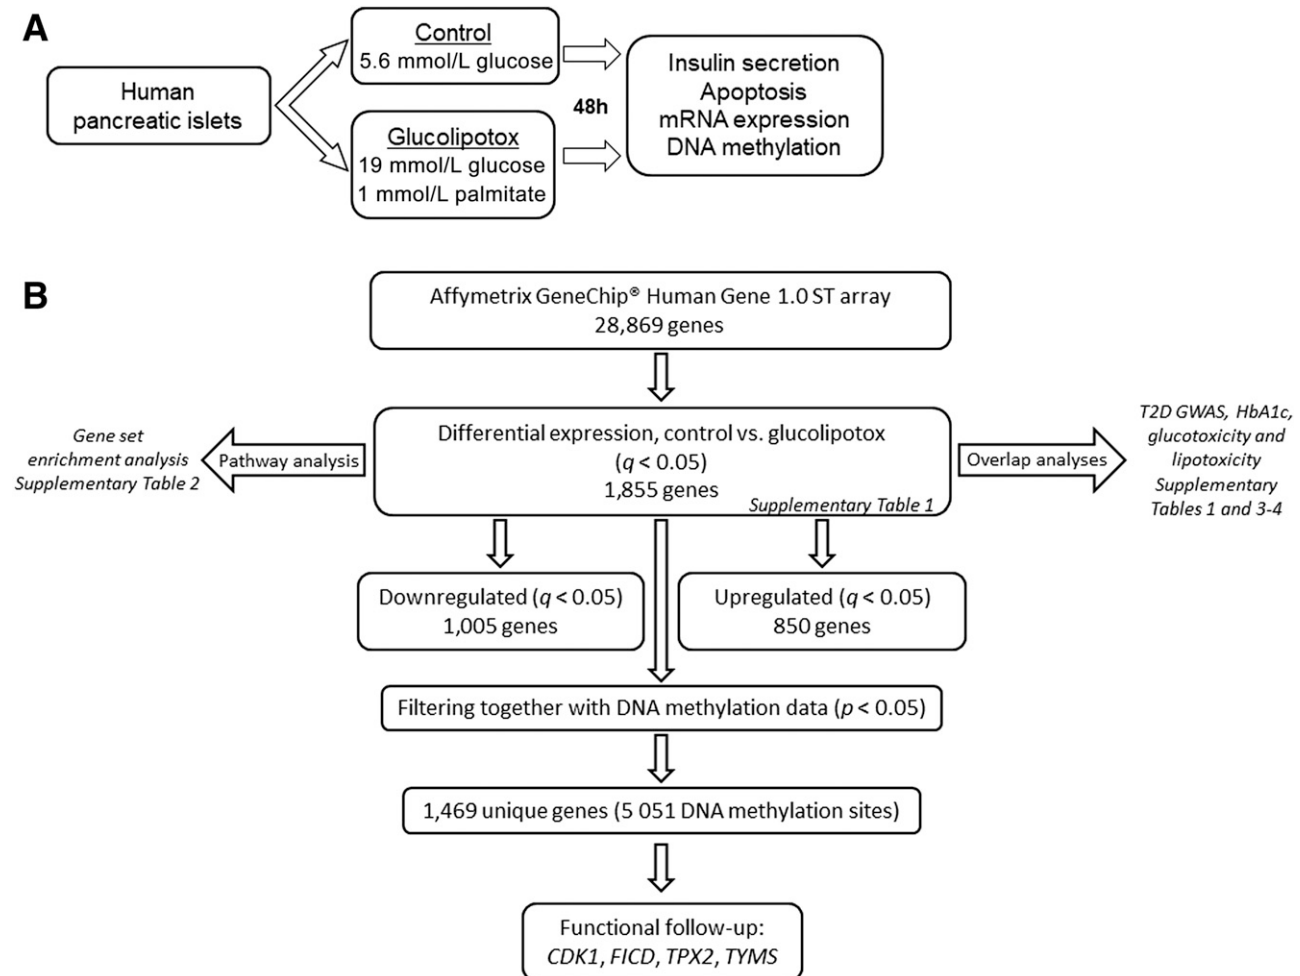 A
Human
pancreatic islets
Control
5.6 mmol/L glucose
Glucolipotox
19 mmol/L glucose
1 mmol/L palmitate
48h
Insulin secretion
Apoptosis
mRNA expression
DNA methylation
B
Affymetrix GeneChip® Human Gene 1.0 ST array
28,869 genes
Gene set
enrichment analysis
Supplementary Table 2
Pathway analysis
Differential expression, control vs. glucolipotox
(q < 0.05)
1,855 genes
Supplementary Table 1
Overlap analyses
T2D GWAS, HbA1c,
glucotoxicity and
lipotoxicity
Supplementary
Tables 1 and 3-4
Downregulated (q < 0.05)
1,005 genes
Upregulated (q < 0.05)
850 genes
Filtering together with DNA methylation data (p < 0.05)
1,469 unique genes (5 051 DNA methylation sites)
Functional follow-up:
CDK1, FICD, TPX2, TYMS